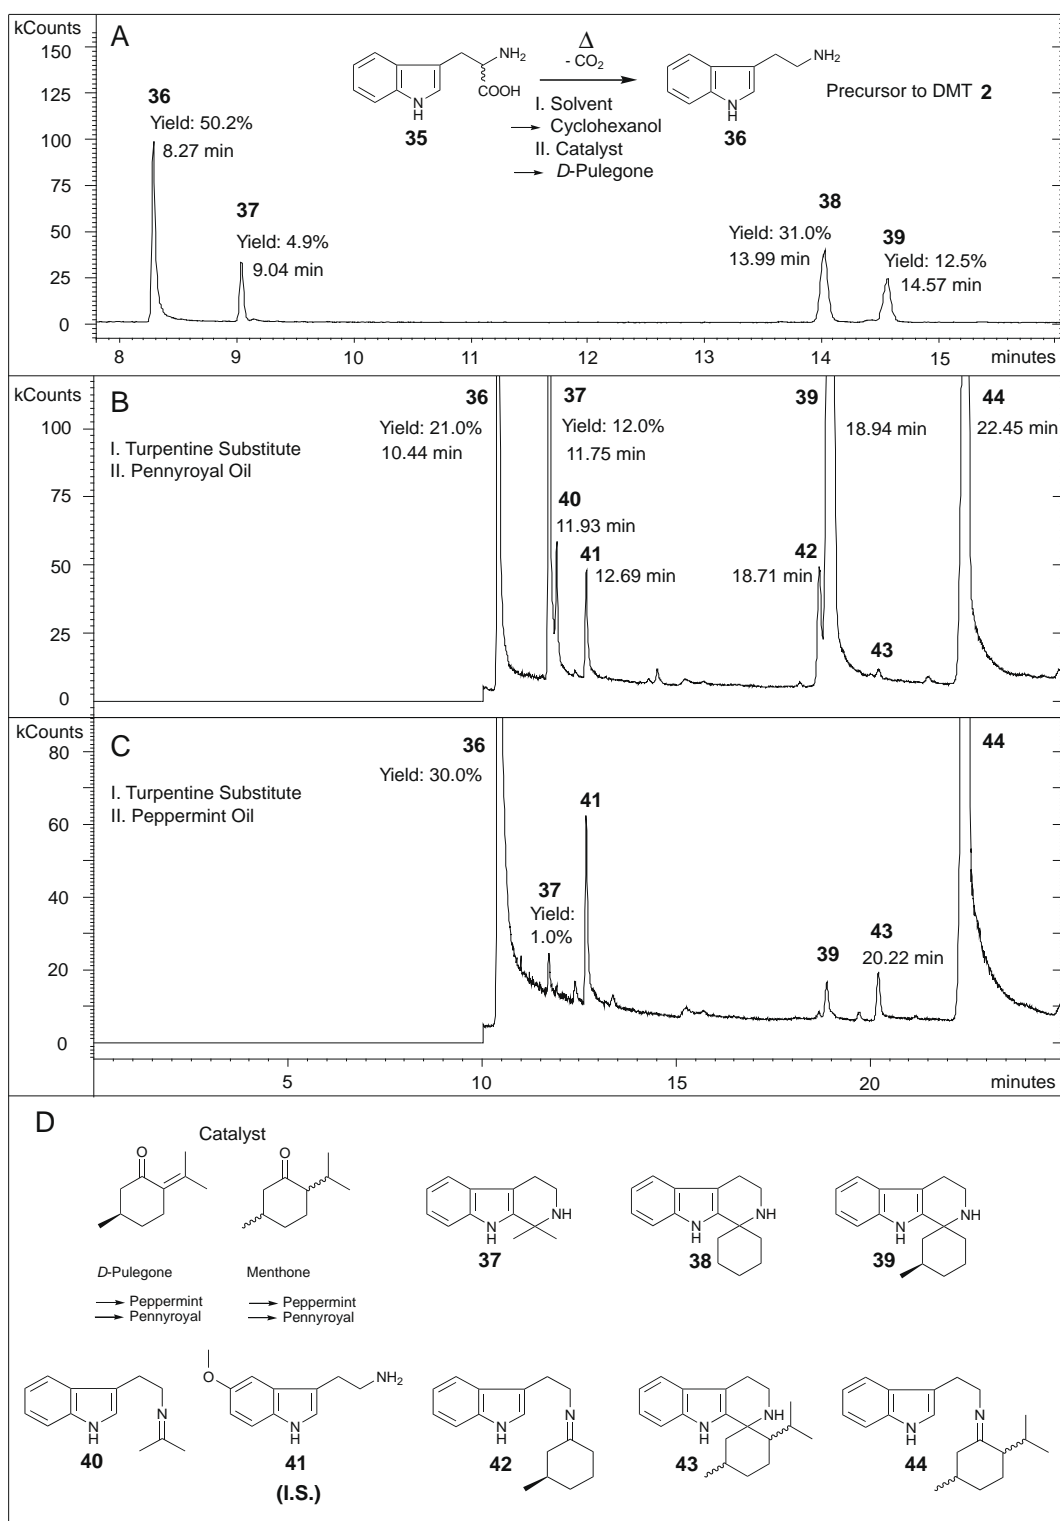 kCounts
A
150
125
100
75
50
25
0
36
Yield: 50.2%
8.27 min
37
Yield: 4.9%
9.04 min
NH₂
COOH
N
H
35
Δ
- CO₂
I. Solvent
Cyclohexanol
II. Catalyst
D-Pulegone
NH₂
N
H
36
Precursor to DMT 2
38
Yield: 31.0%
13.99 min
39
Yield: 12.5%
14.57 min
8 9 10 11 12 13 14 15 minutes
kCounts
B
100
75
50
25
0
I. Turpentine Substitute
II. Pennyroyal Oil
36
Yield: 21.0%
10.44 min
37
Yield: 12.0%
11.75 min
40
11.93 min
41
12.69 min
39
18.94 min
42
18.71 min
43
44
22.45 min
kCounts
C
80
60
40
20
0
I. Turpentine Substitute
II. Peppermint Oil
36
Yield: 30.0%
37
Yield:
1.0%
41
39
43
20.22 min
44
5 10 15 20 minutes
D
Catalyst
O
O
D-Pulegone
Peppermint
Pennyroyal
Menthone
Peppermint
Pennyroyal
NH
N
H
37
NH
N
H
38
NH
N
H
39
N
N
H
40
O
NH₂
N
H
41
(I.S.)
N
N
H
42
NH
N
H
43
N
N
H
44